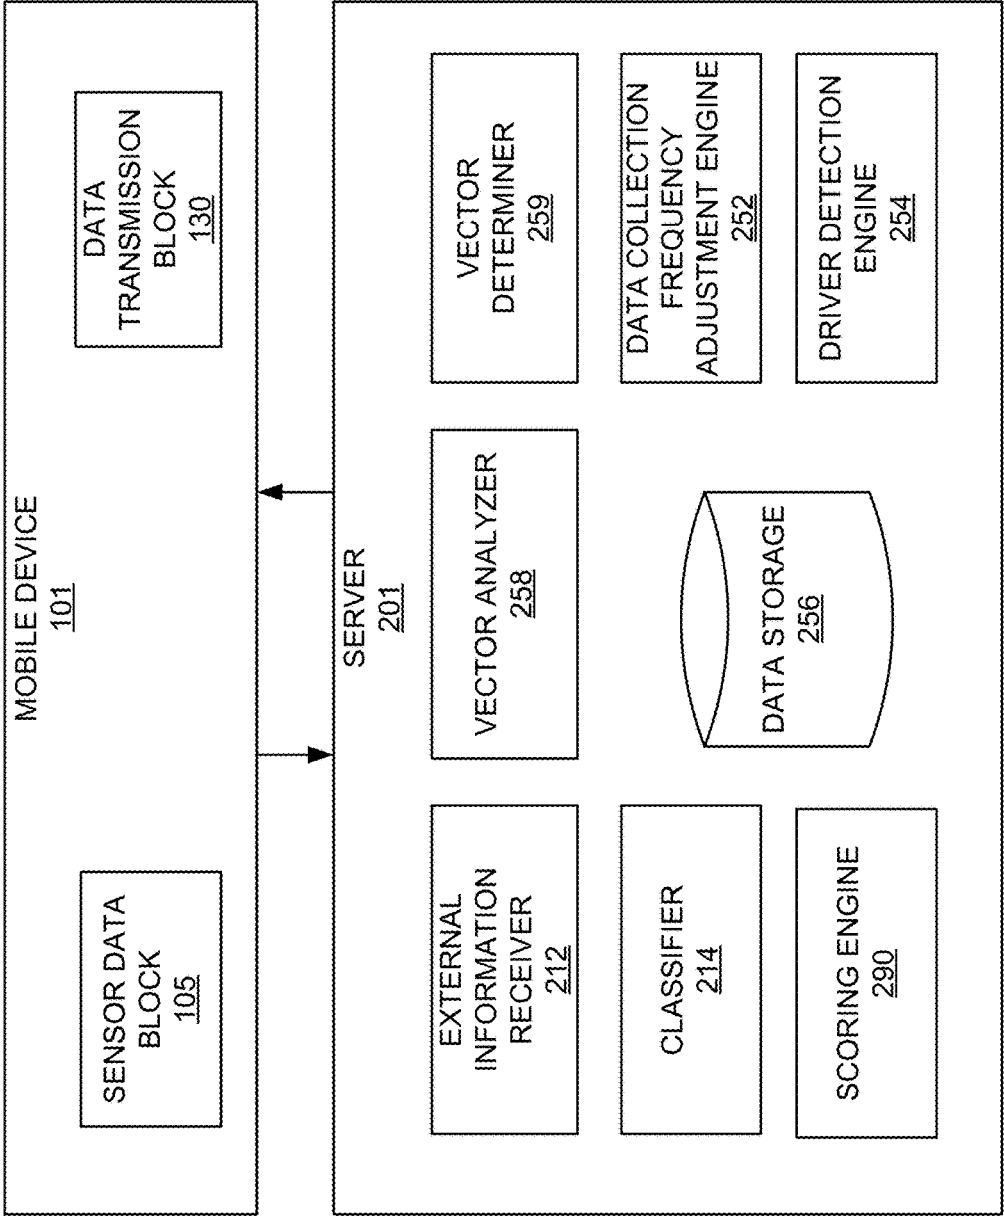 MOBILE DEVICE
101
SENSOR DATA
BLOCK
105
DATA
TRANSMISSION
BLOCK
130
SERVER
201
EXTERNAL
INFORMATION
RECEIVER
212
VECTOR ANALYZER
258
VECTOR
DETERMINER
259
CLASSIFIER
214
DATA STORAGE
256
DATA COLLECTION
FREQUENCY
ADJUSTMENT ENGINE
252
SCORING ENGINE
290
DRIVER DETECTION
ENGINE
254